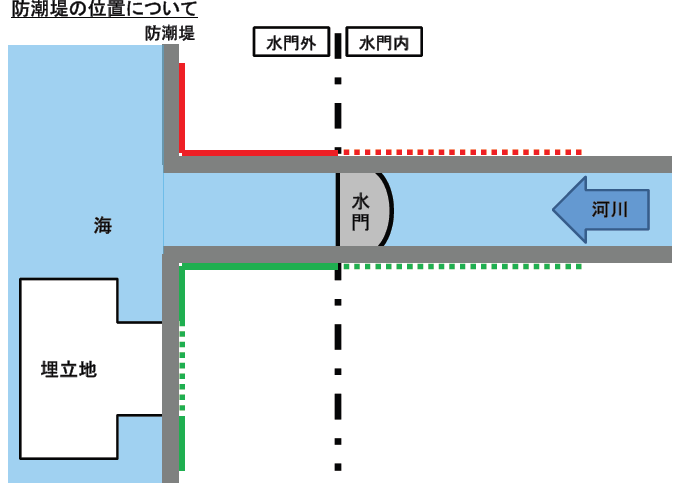 防潮堤の位置について
防潮堤
水門外
水門内
水
門
河川
海
埋立地